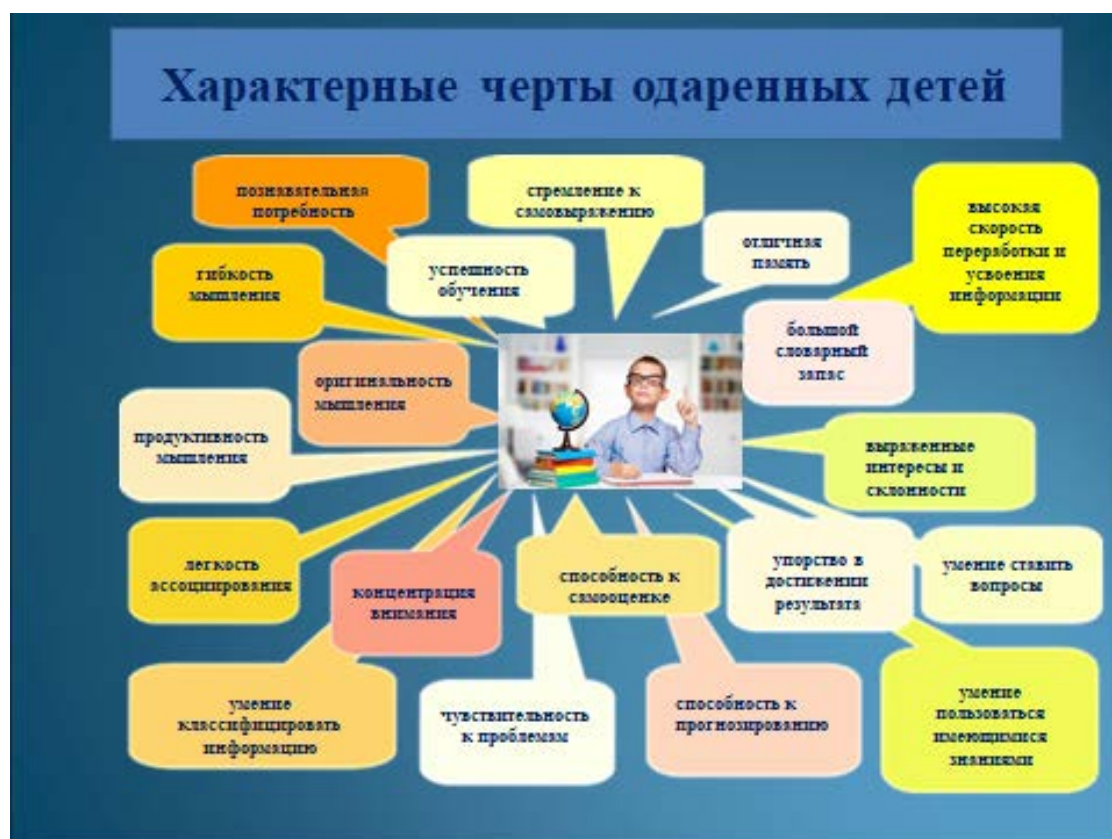 Характерные черты одаренных детей
познавательная
потребность
стремление к
самовыражению
отличная
память
высокая
скорость
переработки и
усвоения
информации
гибкость
мышления
успешность
обучения
большой
словарный
запас
оригинальность
мышления
продуктивность
мышления
выраженные
интересы и
склонности
легкость
ассоциирования
концентрация
внимания
способность к
самооценке
упорство в
достижении
результата
умение ставить
вопросы
умение
классифицировать
информацию
чувствительность
к проблемам
способность к
прогнозированию
умение
пользоваться
имеющимися
знаниями